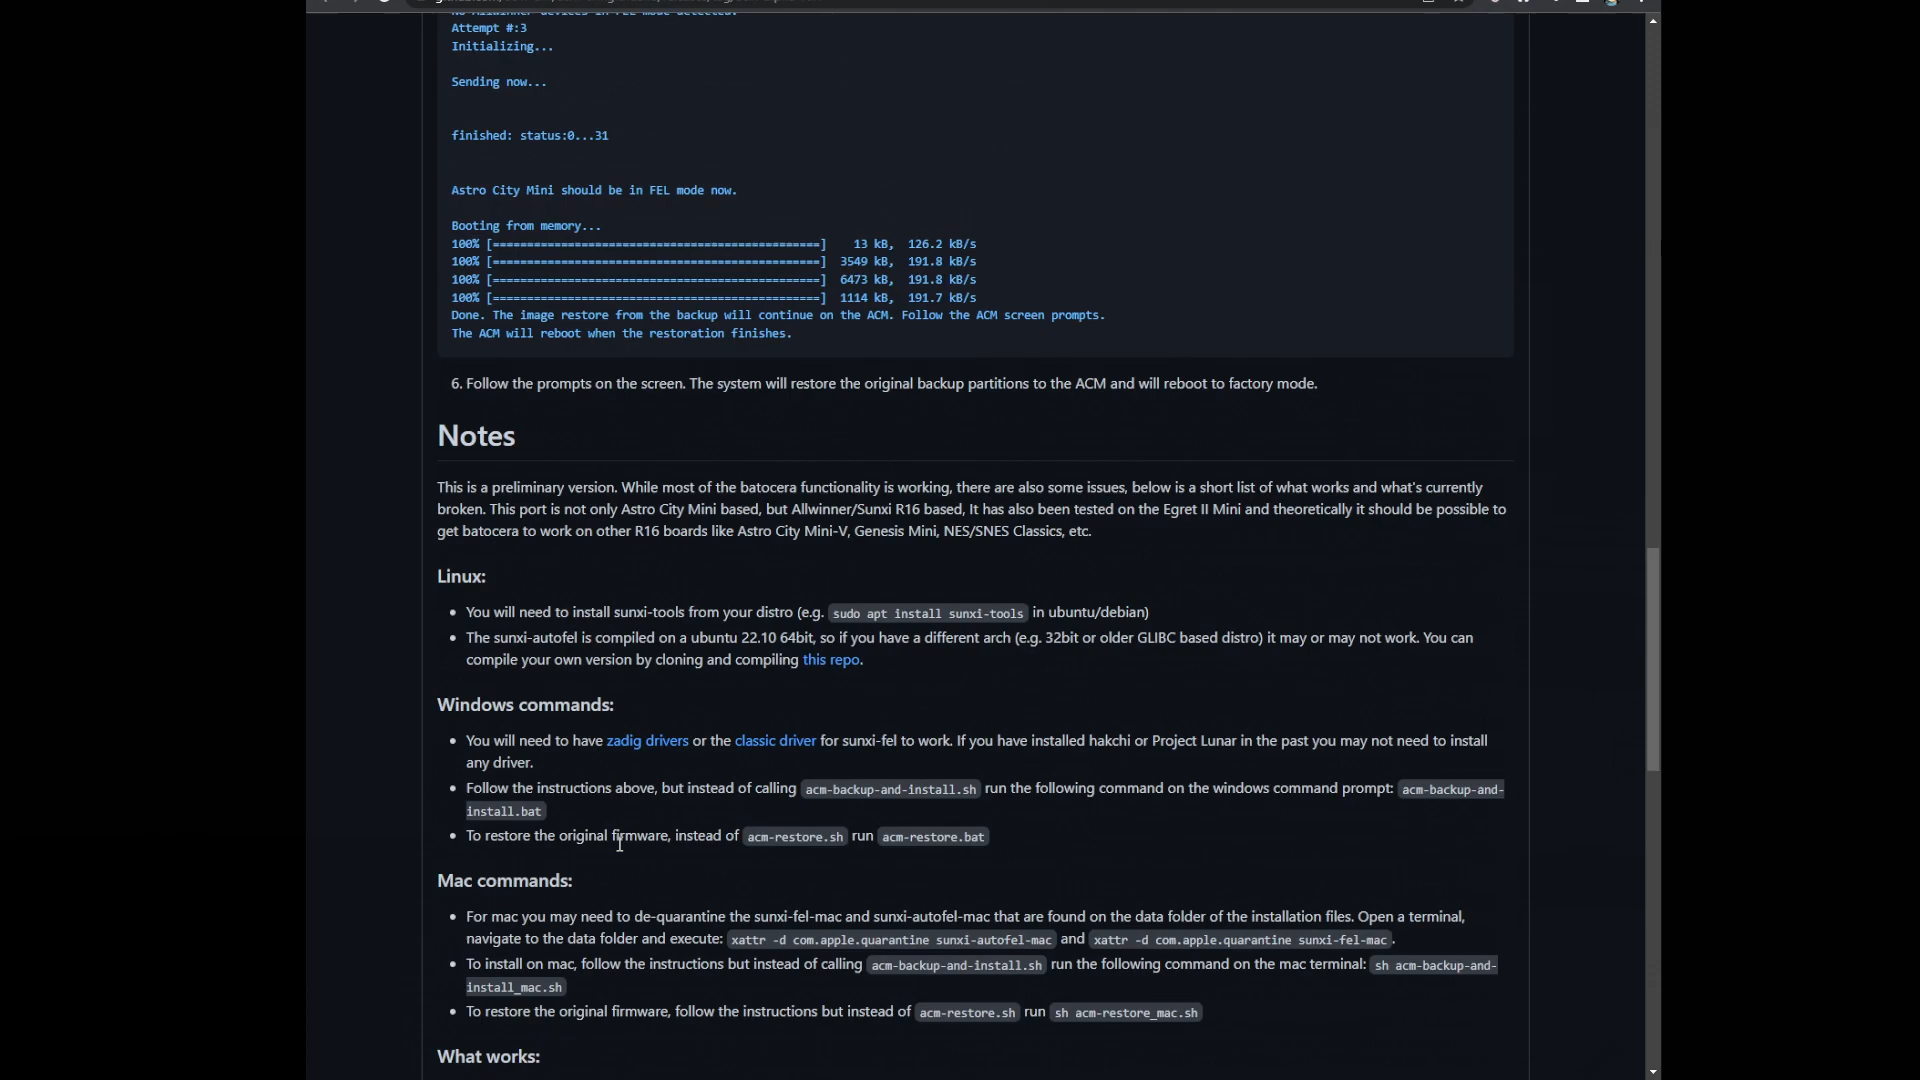 Attempt #:3
Initializing...
Sending now...
finished: status:0...31
Astro City Mini should be in FEL mode now.
Booting from memory...
100% [================================================] 13 kB, 126.2 kB/s
100% [================================================] 3549 kB, 191.8 kB/s
100% [================================================] 6473 kB, 191.8 kB/s
100% [================================================] 1114 kB, 191.7 kB/s
Done. The image restore from the backup will continue on the ACM. Follow the ACM screen prompts.
The ACM will reboot when the restoration finishes.
6. Follow the prompts on the screen. The system will restore the original backup partitions to the ACM and will reboot to factory mode.
Notes
This is a preliminary version. While most of the batocera functionality is working, there are also some issues, below is a short list of what works and what's currently
broken. This port is not only Astro City Mini based, but Allwinner/Sunxi R16 based, It has also been tested on the Egret II Mini and theoretically it should be possible to
get batocera to work on other R16 boards like Astro City Mini-V, Genesis Mini, NES/SNES Classics, etc.
Linux:
• You will need to install sunxi-tools from your distro (e.g. sudo apt install sunxi-tools in ubuntu/debian)
• The sunxi-autofel is compiled on a ubuntu 22.10 64bit, so if you have a different arch (e.g. 32bit or older GLIBC based distro) it may or may not work. You can
compile your own version by cloning and compiling this repo.
Windows commands:
• You will need to have zadig drivers or the classic driver for sunxi-fel to work. If you have installed hakchi or Project Lunar in the past you may not need to install
any driver.
• Follow the instructions above, but instead of calling acm-backup-and-install.sh run the following command on the windows command prompt: acm-backup-and-
install.bat
• To restore the original firmware, instead of acm-restore.sh run acm-restore.bat
Mac commands:
• For mac you may need to de-quarantine the sunxi-fel-mac and sunxi-autofel-mac that are found on the data folder of the installation files. Open a terminal,
navigate to the data folder and execute: xattr -d com.apple.quarantine sunxi-autofel-mac and xattr -d com.apple.quarantine sunxi-fel-mac.
• To install on mac, follow the instructions but instead of calling acm-backup-and-install.sh run the following command on the mac terminal: sh acm-backup-and-
install_mac.sh
• To restore the original firmware, follow the instructions but instead of acm-restore.sh run sh acm-restore_mac.sh
What works: